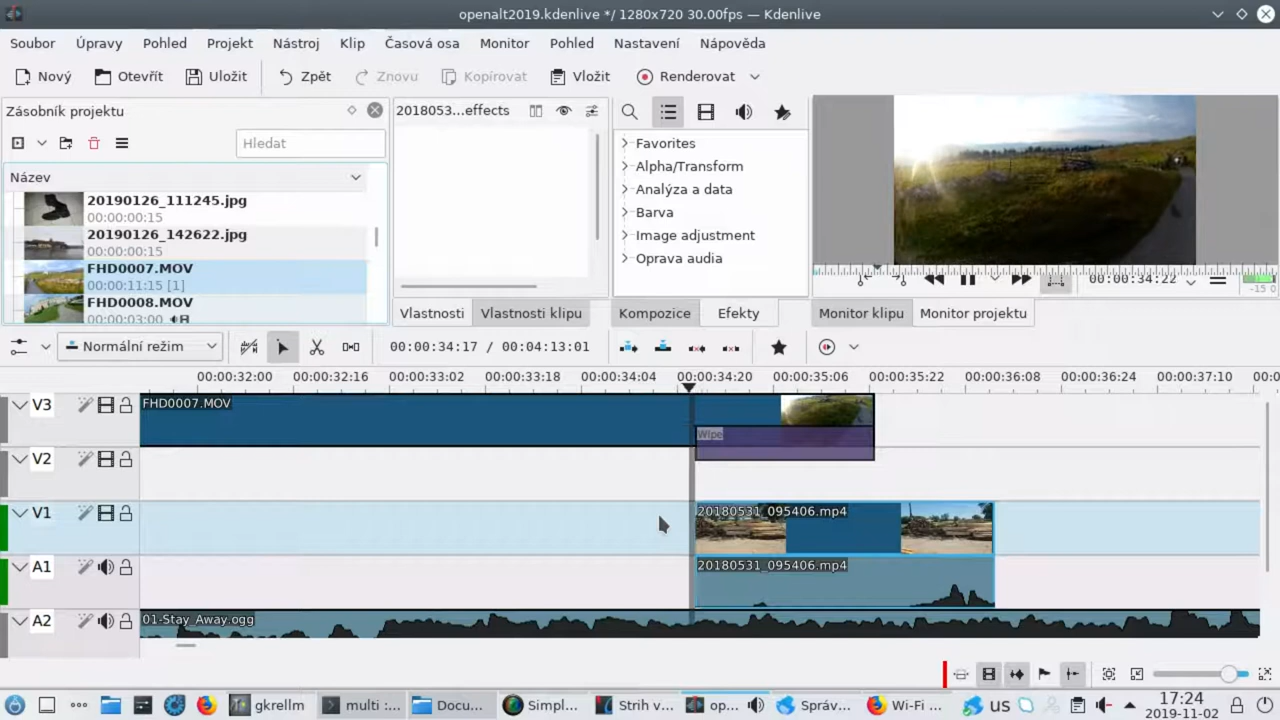 openalt2019.kdenlive */ 1280x720 30.00fps — Kdenlive
Soubor Úpravy Pohled Projekt Nástroj Klip Časová osa Monitor Pohled Nastavení Nápověda
Nový Otevřít Uložit Zpět Znovu Kopírovat Vložit Renderovat
Zásobník projektu
2018053...effects
Hledat
Název
20190126_111245.jpg
00:00:00:15
20190126_142622.jpg
00:00:00:15
FHD0007.MOV
00:00:11:15 [1]
FHD0008.MOV
00:00:03:00
Favorites
Alpha/Transform
Analýza a data
Barva
Image adjustment
Oprava audia
00:00:34:22
-15 0
Vlastnosti Vlastnosti klipu Kompozice Efekty Monitor klipu Monitor projektu
Normální režim 00:00:34:17 / 00:04:13:01
00:00:32:00 00:00:32:16 00:00:33:02 00:00:33:18 00:00:34:04 00:00:34:20 00:00:35:06 00:00:35:22 00:00:36:08 00:00:36:24 00:00:37:10 00:0
V3 FHD0007.MOV
Wipe
V2
V1 20180531_095406.mp4
A1 20180531_095406.mp4
A2 01-Stay_Away.ogg
gkrellm multi :... Docu... Simpl... Strih v... op... Správ... Wi-Fi ... us 17:24
2019-11-02